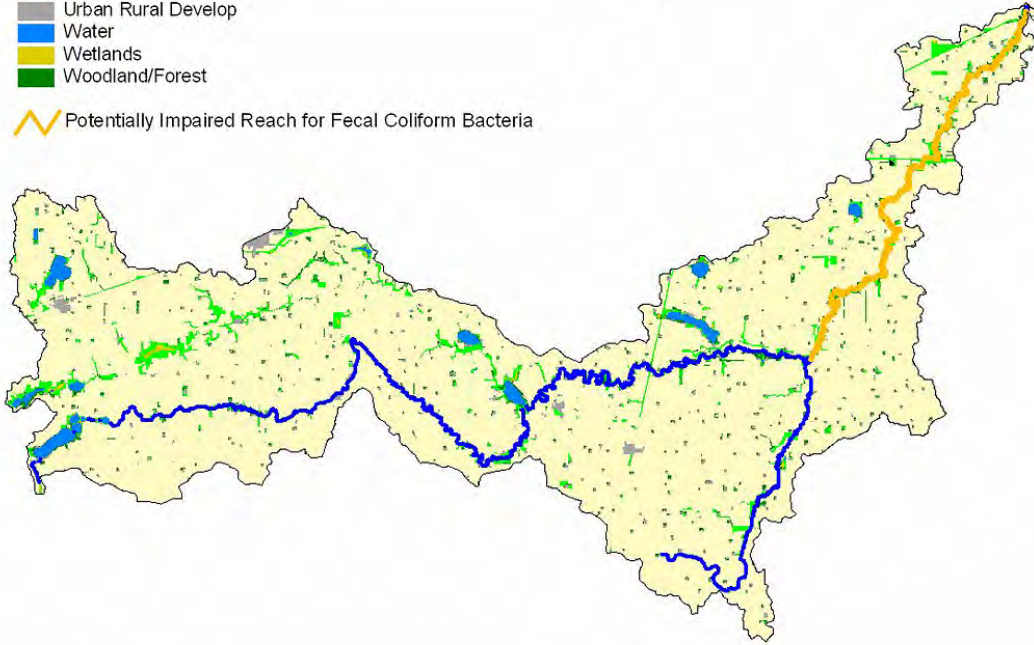 Urban Rural Develop
Water
Wetlands
Woodland/Forest
Potentially Impaired Reach for Fecal Coliform Bacteria